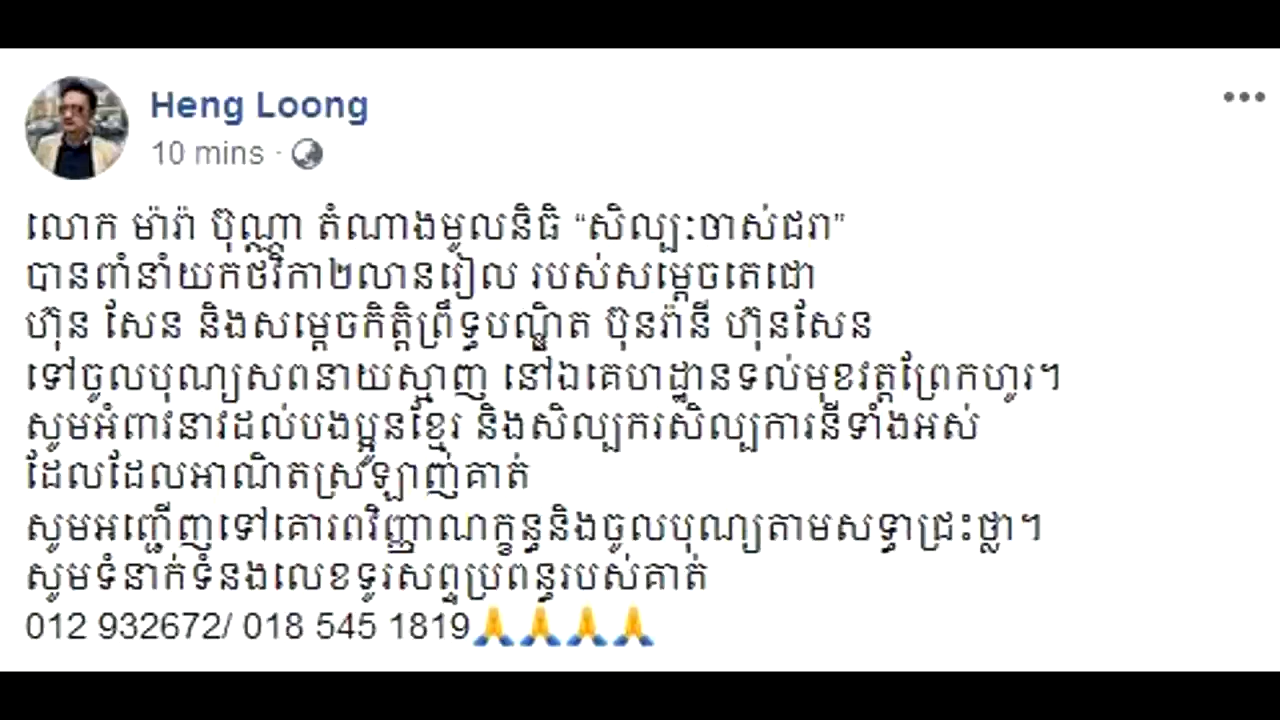 Heng Loong
10 mins ·
លោក ម៉ារ៉ា ប៊ុណ្ណា តំណាងមូលនិធិ “សិល្បៈចាស់ជរា”
បានពាំនាំយកថវិកា២លានរៀល របស់សម្តេចតេជោ
ហ៊ុន សែន និងសម្តេចកិត្តិព្រឹទ្ធបណ្ឌិត ប៊ុនរ៉ានី ហ៊ុនសែន
ទៅចូលបុណ្យសពនាយស្មាញ នៅឯគេហដ្ឋានទល់មុខវត្តព្រែកហូរ។
សូមអំពាវនាវដល់បងប្អូនខ្មែរ និងសិល្បករសិល្បការនីទាំងអស់
ដែលដែលអាណិតស្រឡាញ់គាត់
សូមអញ្ជើញទៅគោរពវិញ្ញាណក្ខន្ធនិងចូលបុណ្យតាមសទ្ធាជ្រះថ្លា។
សូមទំនាក់ទំនងលេខទូរសព្ទប្រពន្ធរបស់គាត់
012 932672/ 018 545 1819🙏🙏🙏🙏